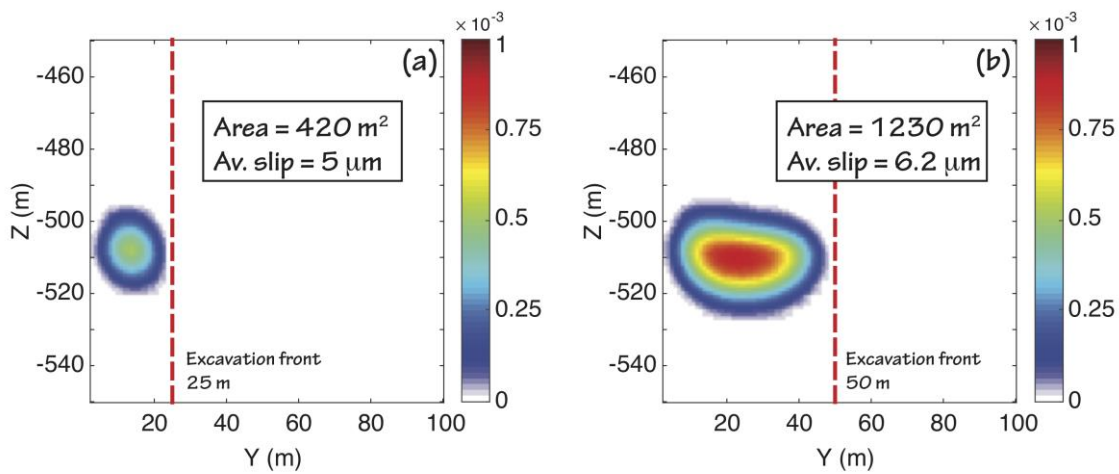 × 10⁻³
(a)
1
-460
Area = 420 m²
Av. slip = 5 μm
0.75
-480
Z (m)
-500
0.5
-520
0.25
-540
Excavation front
25 m
0
20
40
60
80
100
Y (m)
× 10⁻³
(b)
1
-460
Area = 1230 m²
Av. slip = 6.2 μm
0.75
-480
Z (m)
-500
0.5
-520
0.25
-540
Excavation front
50 m
0
20
40
60
80
100
Y (m)